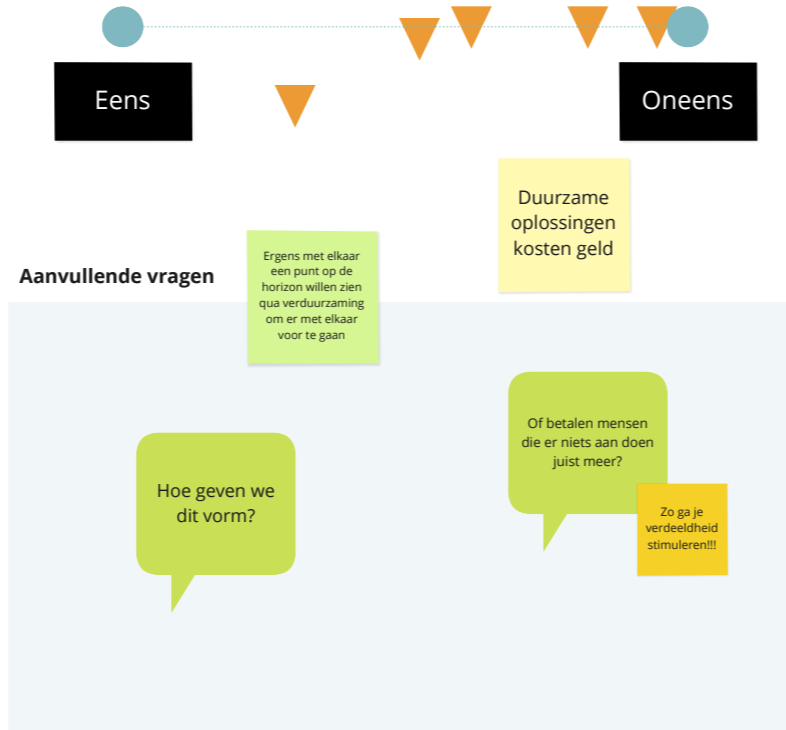 Eens
Oneens
Duurzame
oplossingen
kosten geld
Ergens met elkaar
een punt op de
horizon willen zien
qua verduurzaming
om er met elkaar
voor te gaan
Aanvullende vragen
Of betalen mensen
die er niets aan doen
juist meer?
Hoe geven we
dit vorm?
Zo ga je
verdeeldheid
stimuleren!!!